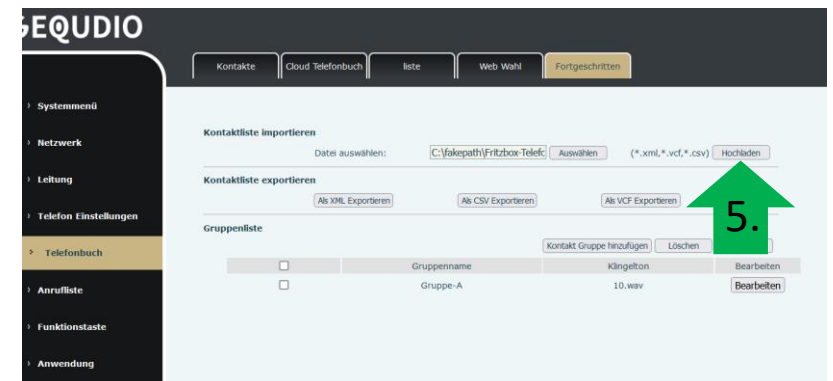 GEQUDIO
Kontakte Cloud Telefonbuch liste Web Wahl Fortgeschritten
Systemmenü
Netzwerk
Leitung
Telefon Einstellungen
Telefonbuch
Anrufliste
Funktionstaste
Anwendung
Kontaktliste importieren
Datei auswählen: C:\fakepath\Fritzbox-Telefc Auswählen (*.xml,*.vcf,*.csv) Hochladen
Kontaktliste exportieren
Als XML Exportieren Als CSV Exportieren Als VCF Exportieren
5.
Gruppenliste
Kontakt Gruppe hinzufügen Löschen
Gruppenname Klingelton Bearbeiten
Gruppe-A 10.wav Bearbeiten